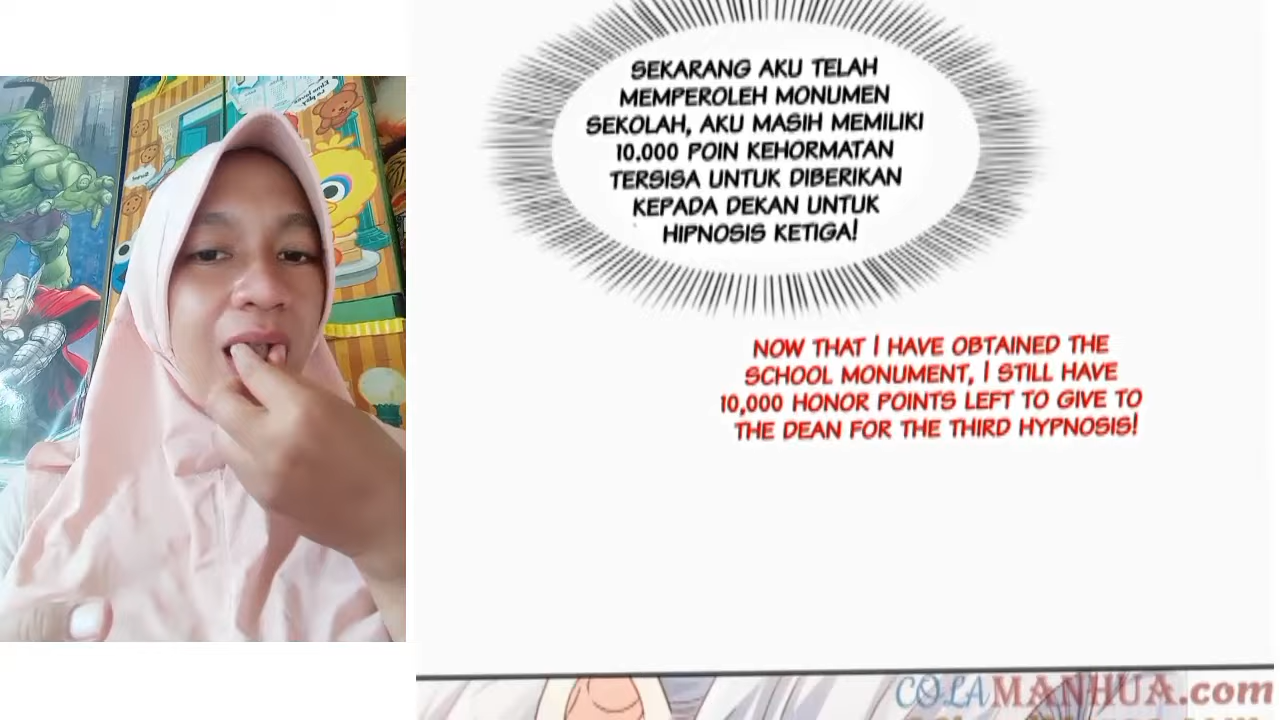 SEKARANG AKU TELAH
MEMPEROLEH MONUMEN
SEKOLAH, AKU MASIH MEMILIKI
10.000 POIN KEHORMATAN
TERSISA UNTUK DIBERIKAN
KEPADA DEKAN UNTUK
HIPNOSIS KETIGA!
NOW THAT I HAVE OBTAINED THE
SCHOOL MONUMENT, I STILL HAVE
10,000 HONOR POINTS LEFT TO GIVE TO
THE DEAN FOR THE THIRD HYPNOSIS!
COLAMANHUA.com